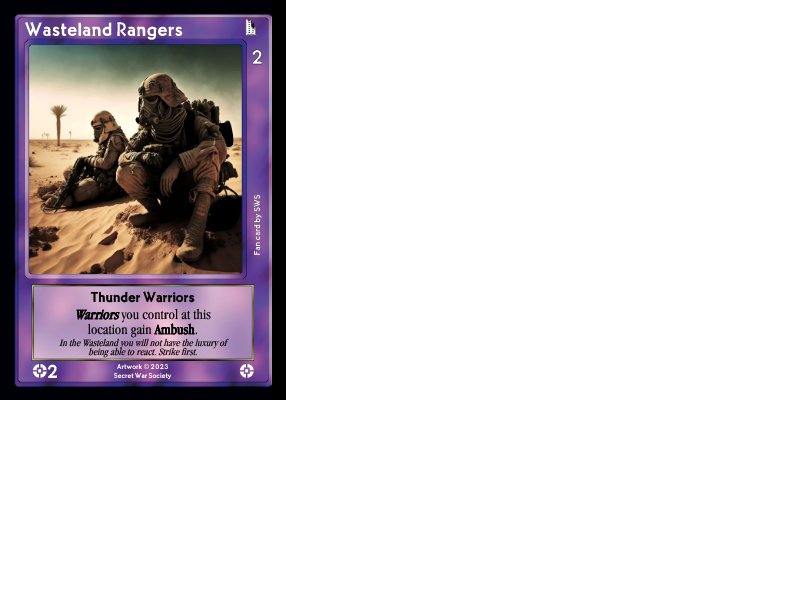 Wasteland Rangers
2
Fan card by SWS
Thunder Warriors
Warriors you control at this
location gain Ambush.
In the Wasteland you will not have the luxury of
being able to react. Strike first.
2
Artwork © 2023
Secret War Society